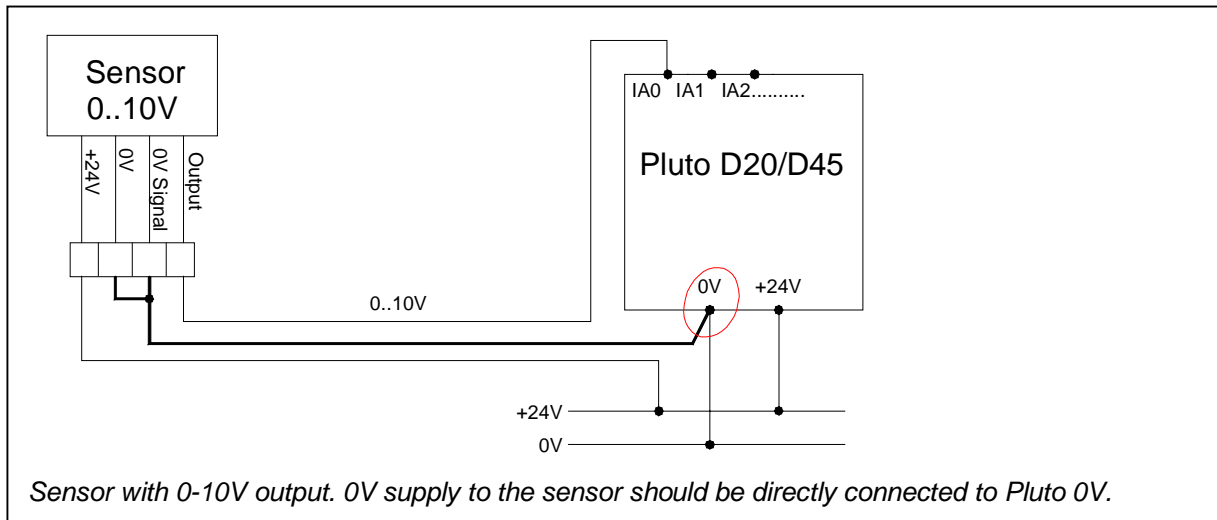 Sensor
0..10V
+24V
0V
0V Signal
Output
IA0 IA1 IA2..........
Pluto D20/D45
0V +24V
0..10V
+24V
0V
Sensor with 0-10V output. 0V supply to the sensor should be directly connected to Pluto 0V.